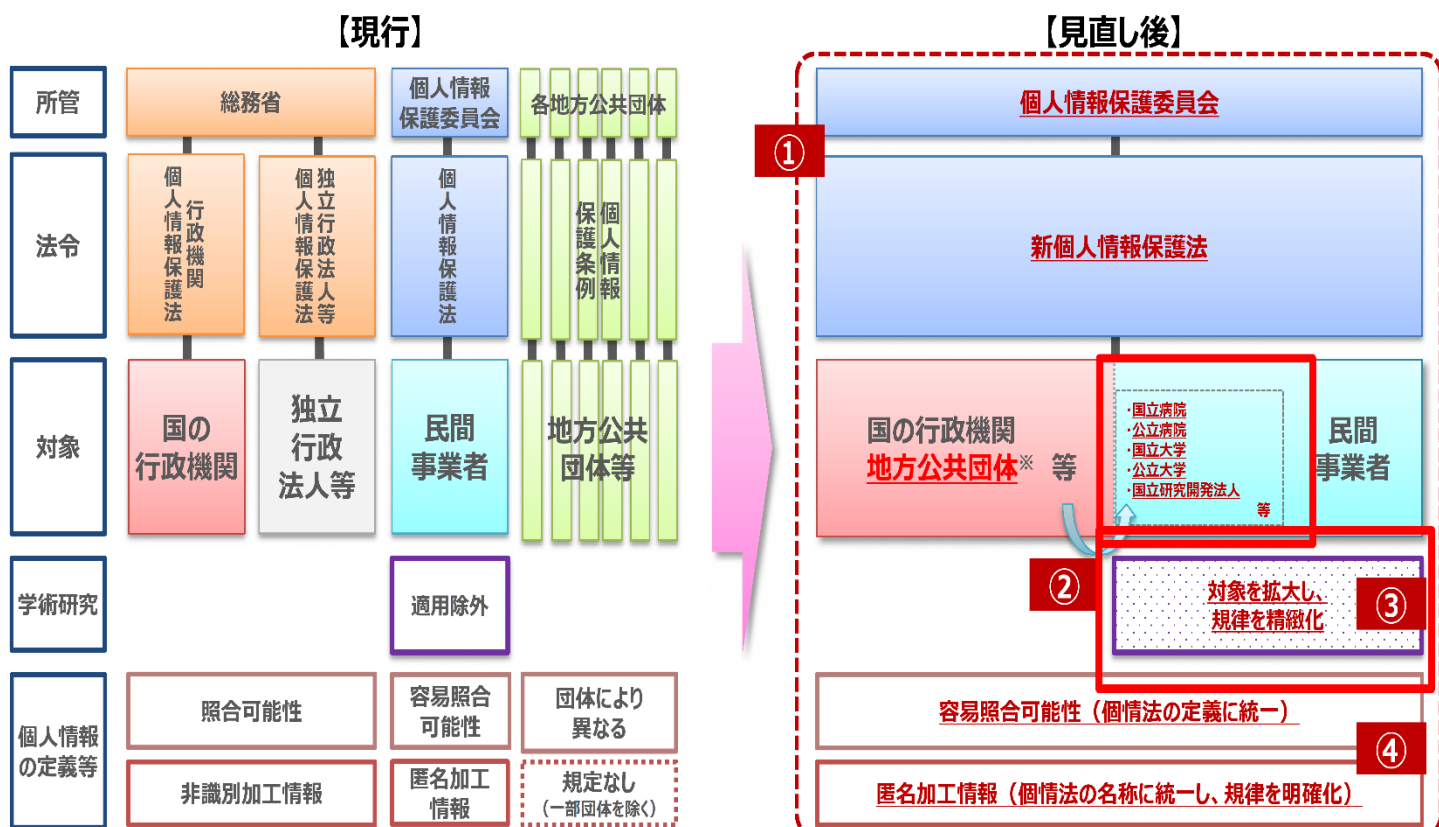 【現行】
【見直し後】
所管
総務省
個人情報
保護委員会
各地方公共団体
個人情報保護委員会
①
法令
行政機関
個人情報保護法
独立行政法人等
個人情報保護法
個人情報保護法
個人情報
保護条例
新個人情報保護法
対象
国の
行政機関
独立
行政
法人等
民間
事業者
地方公共
団体等
国の行政機関
地方公共団体※ 等
・国立病院
・公立病院
・国立大学
・公立大学
・国立研究開発法人
等
民間
事業者
②
学術研究
適用除外
対象を拡大し、
規律を精緻化
③
個人情報
の定義等
照合可能性
容易照合
可能性
団体により
異なる
容易照合可能性（個情法の定義に統一）
④
非識別加工情報
匿名加工
情報
規定なし
（一部団体を除く）
匿名加工情報（個情法の名称に統一し、規律を明確化）